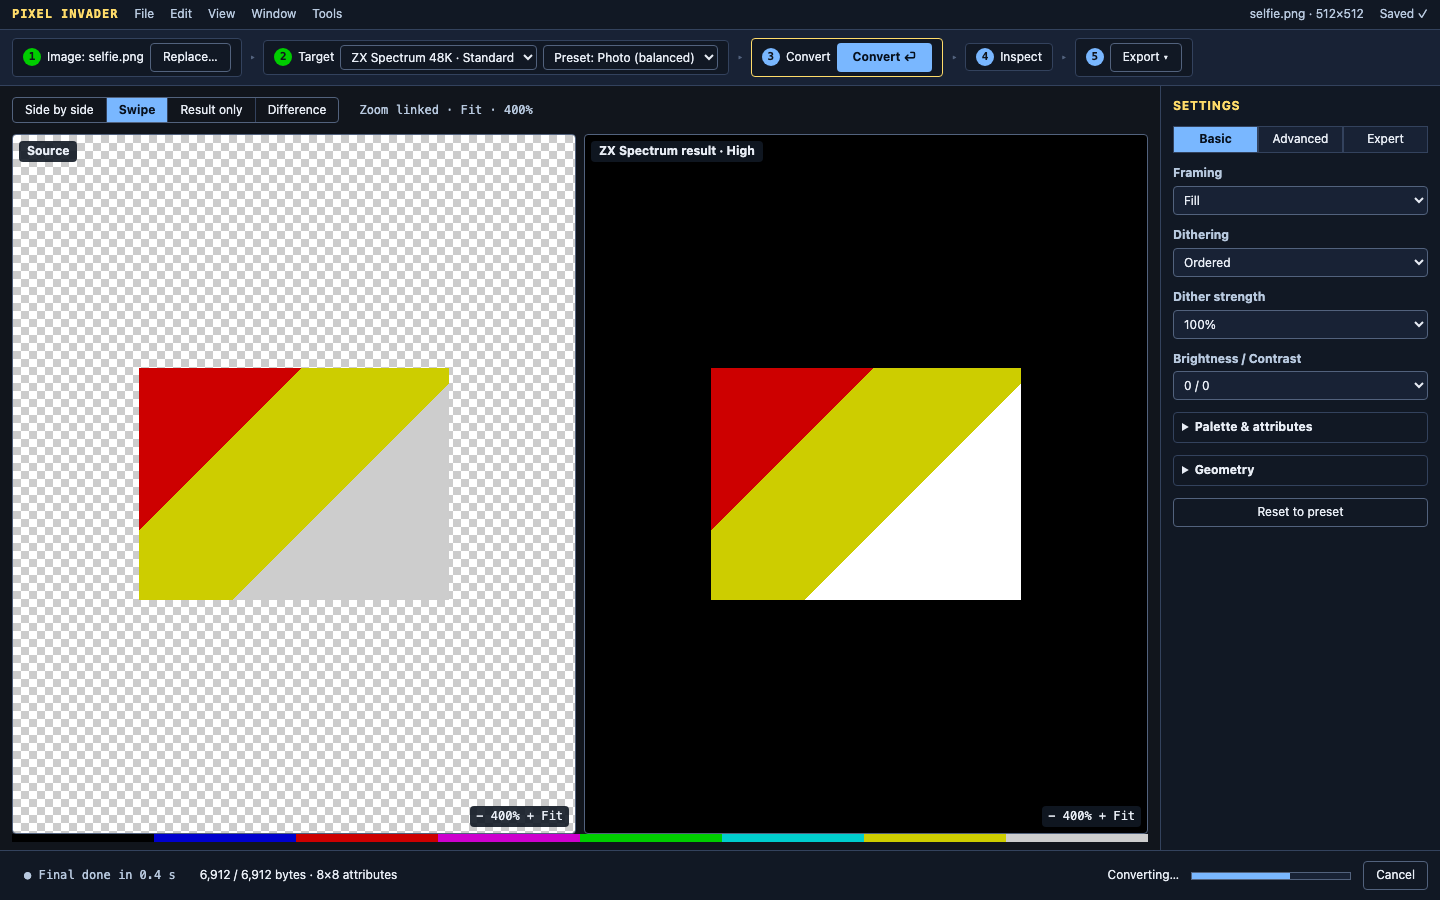 PIXEL INVADER File Edit View Window Tools selfie.png · 512×512 Saved ✓
1 Image: selfie.png Replace... ▸ 2 Target ZX Spectrum 48K · Standard Preset: Photo (balanced) ▸ 3 Convert Convert ⏎ ▸ 4 Inspect ▸ 5 Export ▾
Side by side Swipe Result only Difference Zoom linked · Fit · 400%
Source
ZX Spectrum result · High
− 400% + Fit
− 400% + Fit
SETTINGS
Basic Advanced Expert
Framing
Fill
Dithering
Ordered
Dither strength
100%
Brightness / Contrast
0 / 0
▸ Palette & attributes
▸ Geometry
Reset to preset
● Final done in 0.4 s 6,912 / 6,912 bytes · 8×8 attributes Converting... Cancel